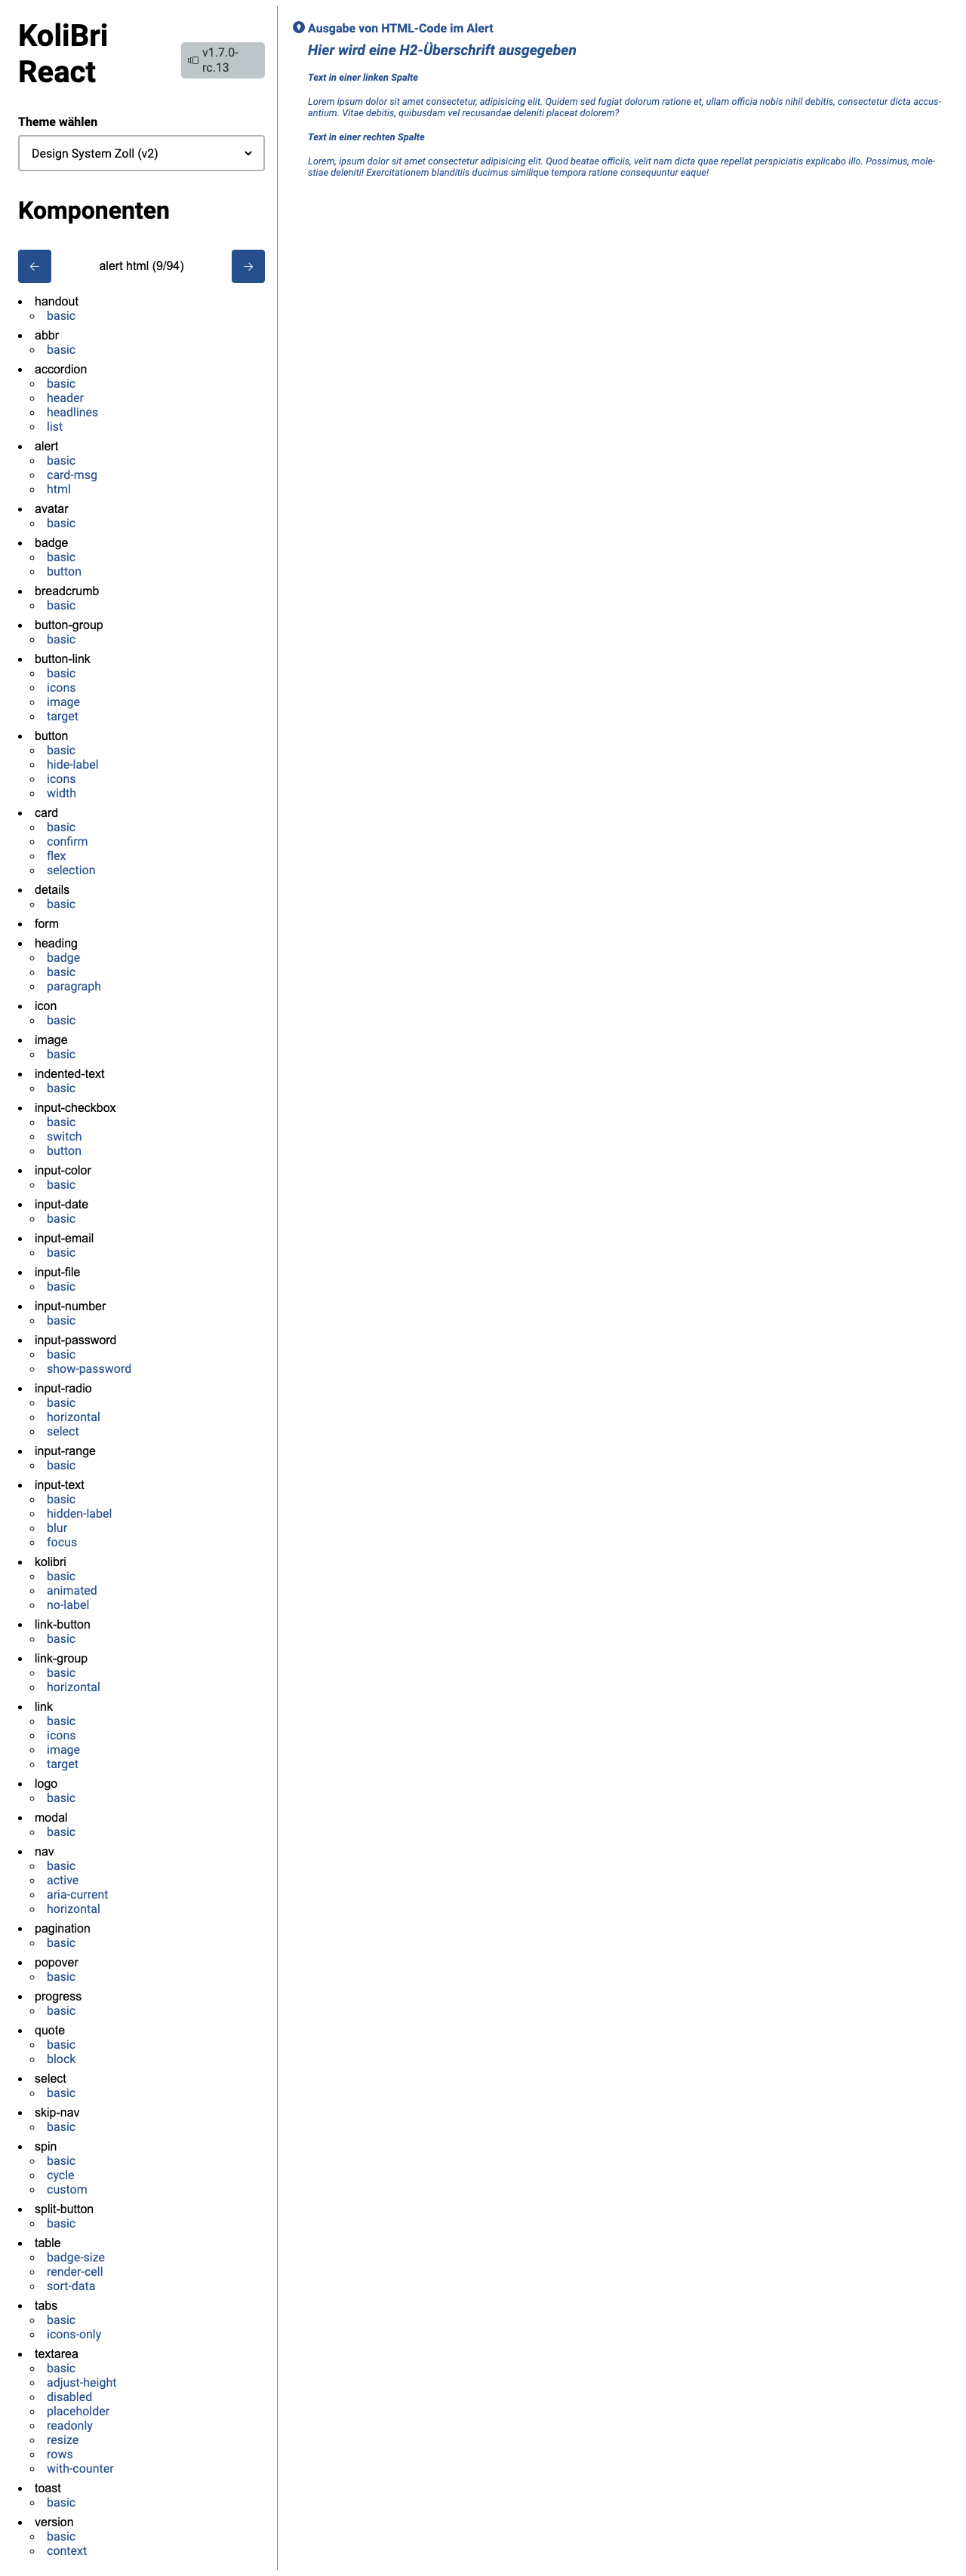 KoliBri
React
v1.7.0-
rc.13
Theme wählen
Design System Zoll (v2)
Komponenten
alert html (9/94)
handout
basic
abbr
basic
accordion
basic
header
headlines
list
alert
basic
card-msg
html
avatar
basic
badge
basic
button
breadcrumb
basic
button-group
basic
button-link
basic
icons
image
target
button
basic
hide-label
icons
width
card
basic
confirm
flex
selection
details
basic
form
heading
badge
basic
paragraph
icon
basic
image
basic
indented-text
basic
input-checkbox
basic
switch
button
input-color
basic
input-date
basic
input-email
basic
input-file
basic
input-number
basic
input-password
basic
show-password
input-radio
basic
horizontal
select
input-range
basic
input-text
basic
hidden-label
blur
focus
kolibri
basic
animated
no-label
link-button
basic
link-group
basic
horizontal
link
basic
icons
image
target
logo
basic
modal
basic
nav
basic
active
aria-current
horizontal
pagination
basic
popover
basic
progress
basic
quote
basic
block
select
basic
skip-nav
basic
spin
basic
cycle
custom
split-button
basic
table
badge-size
render-cell
sort-data
tabs
basic
icons-only
textarea
basic
adjust-height
disabled
placeholder
readonly
resize
rows
with-counter
toast
basic
version
basic
context
Ausgabe von HTML-Code im Alert
Hier wird eine H2-Überschrift ausgegeben
Text in einer linken Spalte
Lorem ipsum dolor sit amet consectetur, adipisicing elit. Quidem sed fugiat dolorum ratione et, ullam officia nobis nihil debitis, consectetur dicta accus-
antium. Vitae debitis, quibusdam vel recusandae deleniti placeat dolorem?
Text in einer rechten Spalte
Lorem, ipsum dolor sit amet consectetur adipisicing elit. Quod beatae officiis, velit nam dicta quae repellat perspiciatis explicabo illo. Possimus, mole-
stiae deleniti! Exercitationem blanditiis ducimus similique tempora ratione consequuntur eaque!